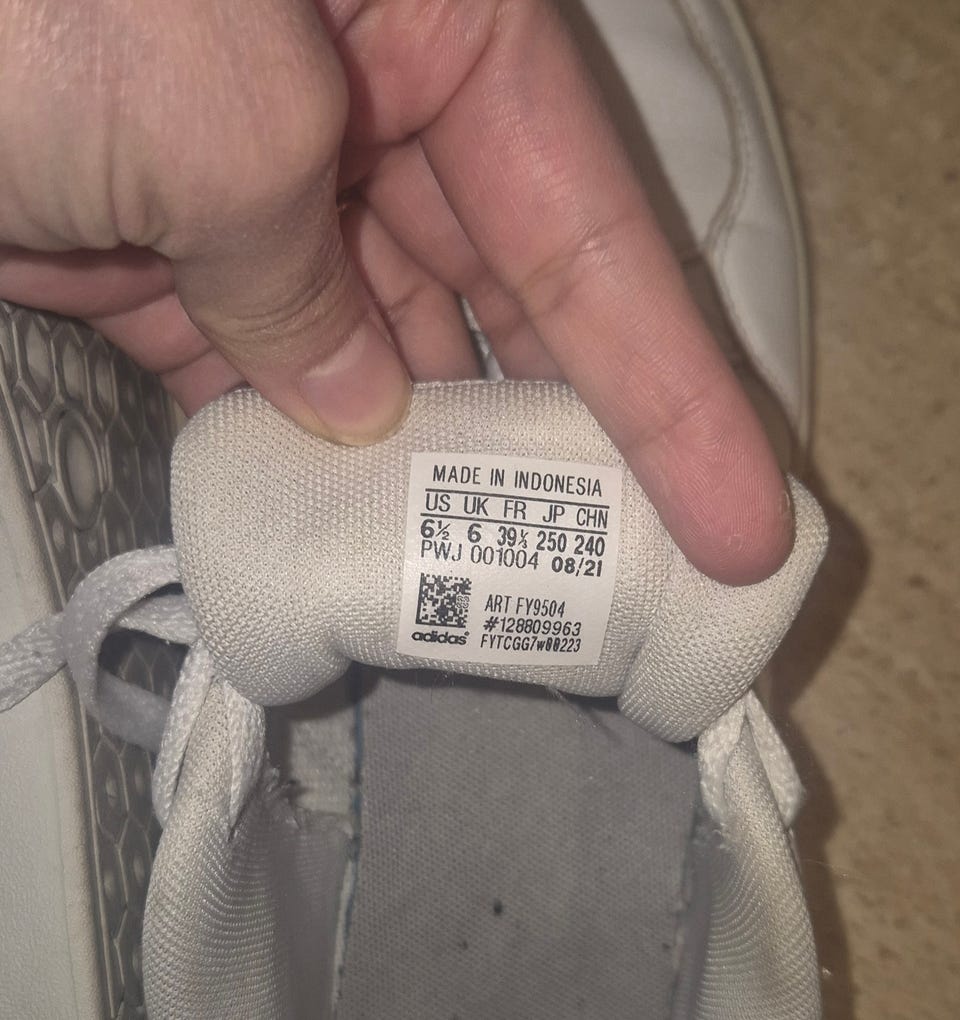 MADE IN INDONESIA
US UK FR JP CHN
6½ 6 39⅓ 250 240
PWJ 001004 08/21
ART FY9504
#128809963
adidas® FYTCGG7w00223